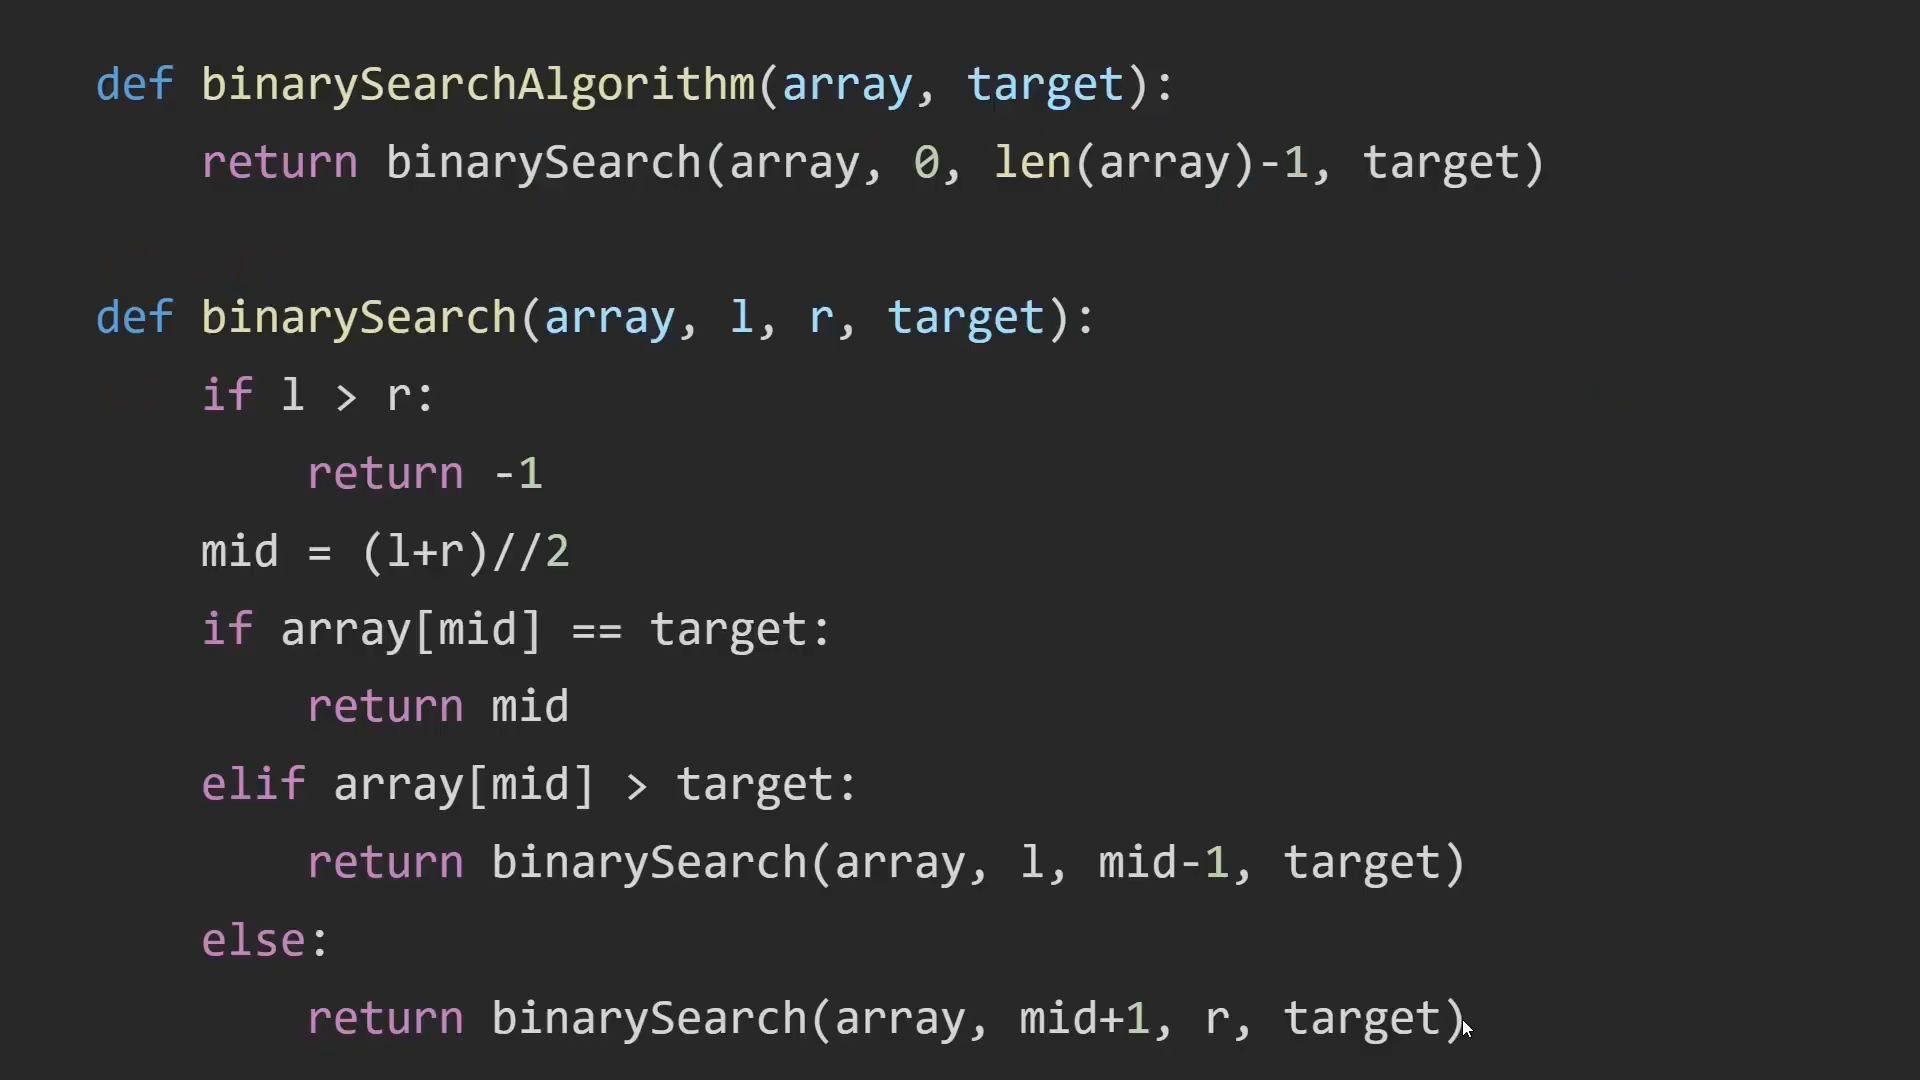 def binarySearchAlgorithm(array, target):
    return binarySearch(array, 0, len(array)-1, target)

def binarySearch(array, l, r, target):
    if l > r:
        return -1
    mid = (l+r)//2
    if array[mid] == target:
        return mid
    elif array[mid] > target:
        return binarySearch(array, l, mid-1, target)
    else:
        return binarySearch(array, mid+1, r, target)